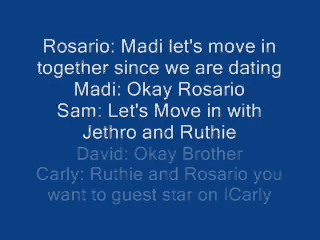 Rosario: Madi let's move in
together since we are dating
Madi: Okay Rosario
Sam: Let's Move in with
Jethro and Ruthie
David: Okay Brother
Carly: Ruthie and Rosario you
want to guest star on ICarly